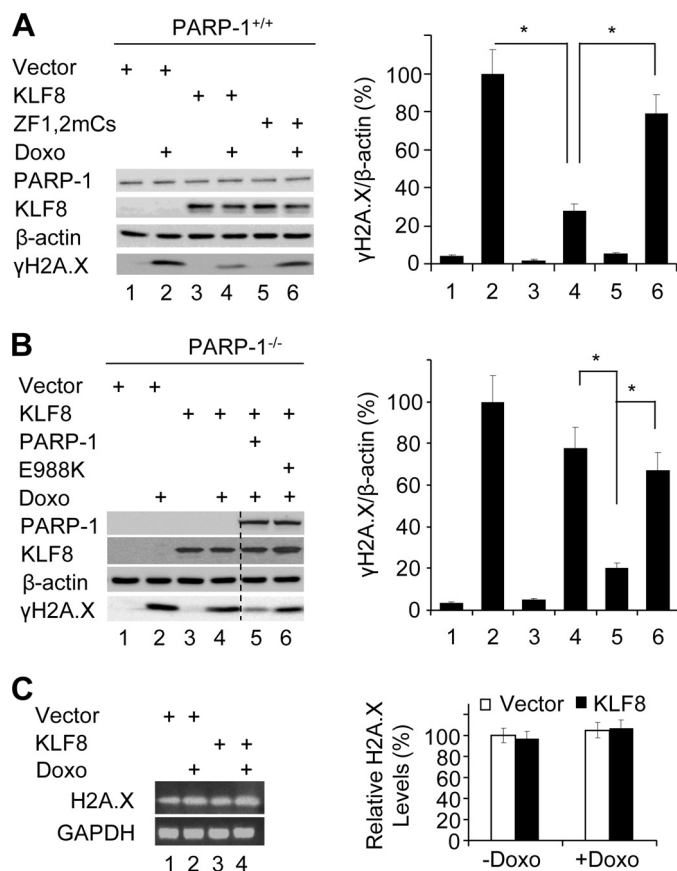 A
PARP-1+/+
Vector + +
KLF8 + +
ZF1,2mCs + +
Doxo + + +
PARP-1
KLF8
β-actin
γH2A.X
1 2 3 4 5 6
γH2A.X/β-actin (%)
100
80
60
40
20
0
* *
1 2 3 4 5 6
B
PARP-1-/-
Vector + +
KLF8 + + + +
PARP-1 +
E988K +
Doxo + + + +
PARP-1
KLF8
β-actin
γH2A.X
1 2 3 4 5 6
γH2A.X/β-actin (%)
100
80
60
40
20
0
*
*
1 2 3 4 5 6
C
Vector + +
KLF8 + +
Doxo + +
H2A.X
GAPDH
1 2 3 4
Relative H2A.X
Levels (%)
Vector KLF8
100
80
60
40
20
0
-Doxo +Doxo